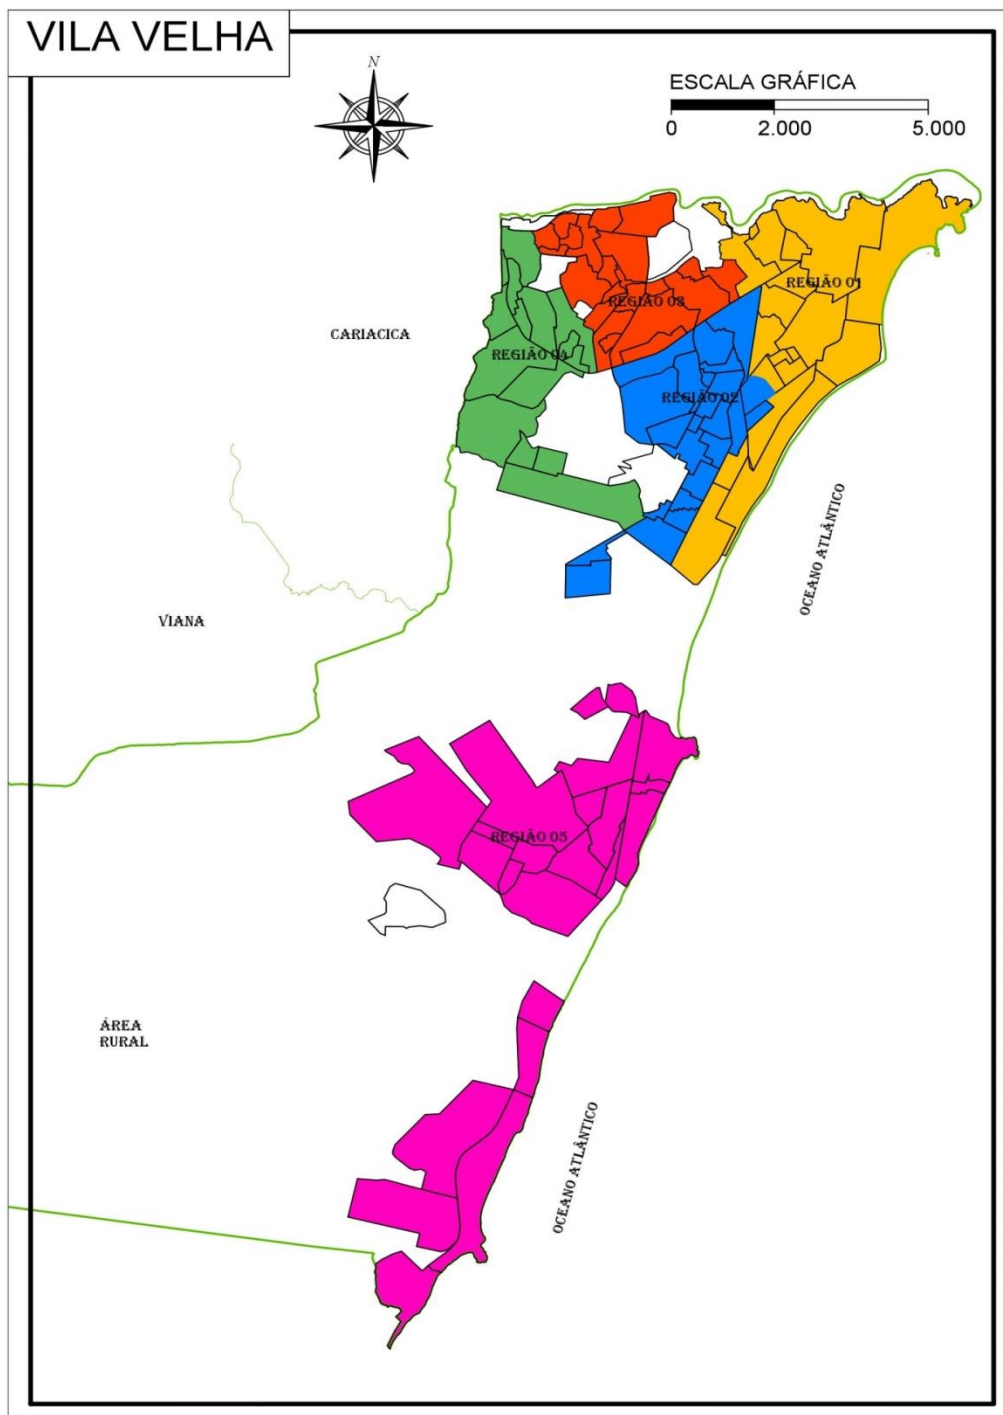 VILA VELHA
N
ESCALA GRÁFICA
0 2.000 5.000
REGIÃO 01
REGIÃO 03
CARIACICA
REGIÃO 04
REGIÃO 02
OCEANO ATLÂNTICO
VIANA
REGIÃO 05
ÁREA
RURAL
OCEANO ATLÂNTICO